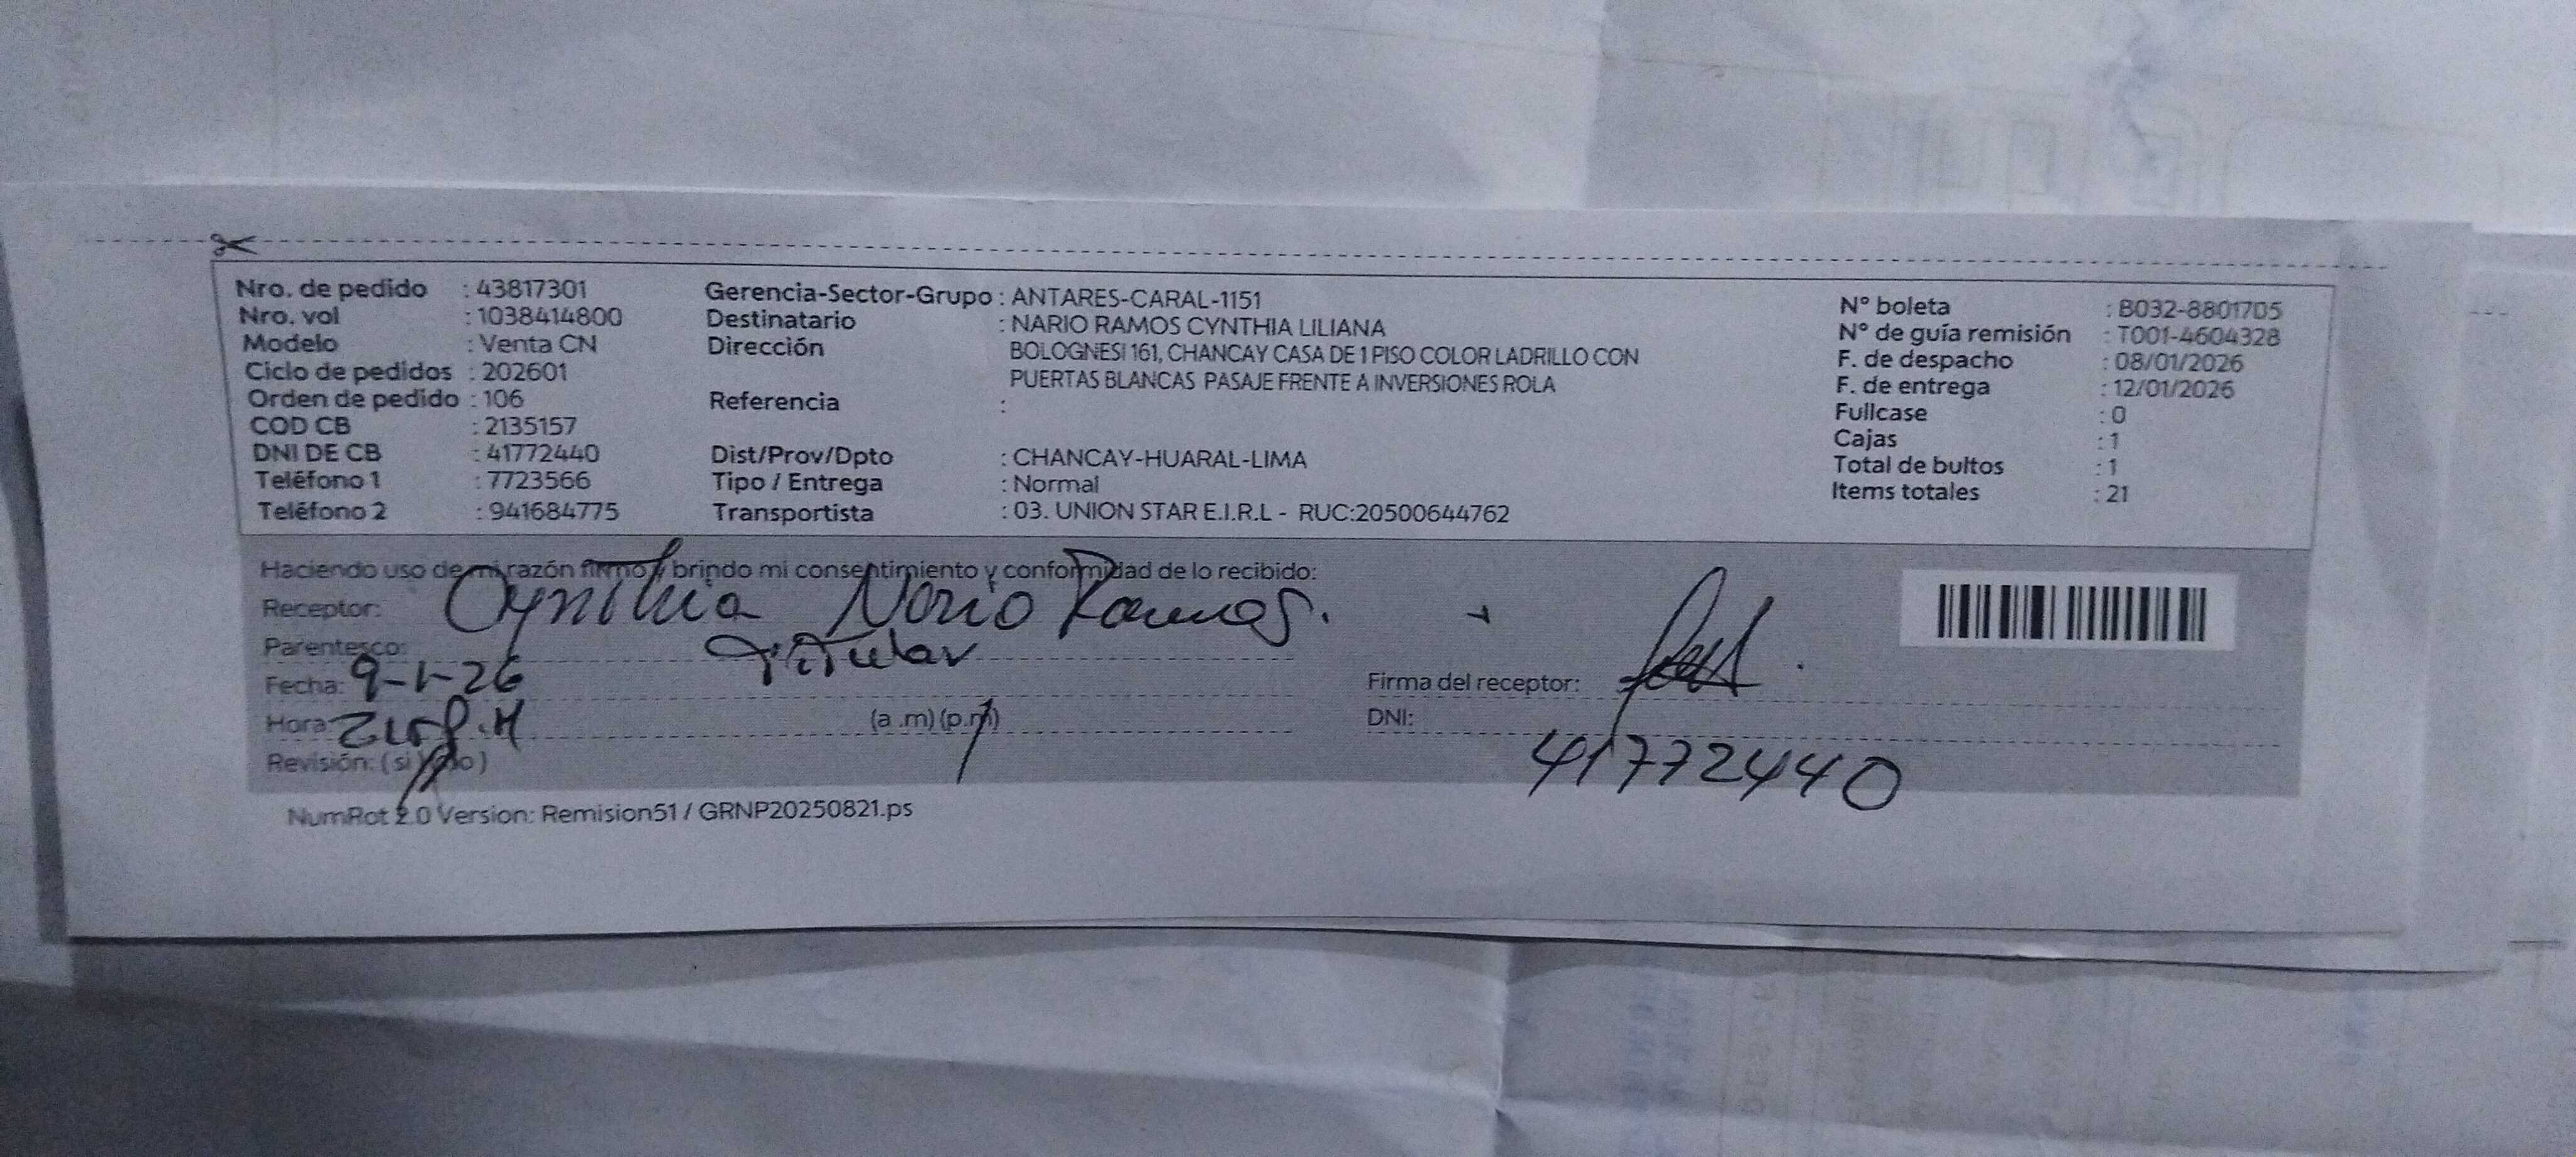 Nro. de pedido : 43817301
Nro. vol : 1038414800
Modelo : Venta CN
Ciclo de pedidos : 202601
Orden de pedido : 106
COD CB : 2135157
DNI DE CB : 41772440
Teléfono 1 : 7723566
Teléfono 2 : 941684775
Gerencia-Sector-Grupo : ANTARES-CARAL-1151
Destinatario : NARIO RAMOS CYNTHIA LILIANA
Dirección BOLOGNESI 161, CHANCAY CASA DE 1 PISO COLOR LADRILLO CON
PUERTAS BLANCAS PASAJE FRENTE A INVERSIONES ROLA
Referencia :
Dist/Prov/Dpto : CHANCAY-HUARAL-LIMA
Tipo / Entrega : Normal
Transportista : 03. UNION STAR E.I.R.L - RUC:20500644762
N° boleta : B032-8801705
N° de guía remisión : T001-4604328
F. de despacho : 08/01/2026
F. de entrega : 12/01/2026
Fullcase : 0
Cajas : 1
Total de bultos : 1
Items totales : 21
Haciendo uso de mi razón firmo y brindo mi consentimiento y conformidad de lo recibido:
Receptor: Cynthia Nario Ramos.
Parentesco: Titular
Fecha: 9-1-26
Hora: (a .m) (p.m)
Revisión: (si) (no)
Firma del receptor:
DNI: 41772440
NumRot 2.0 Version: Remision51 / GRNP20250821.ps